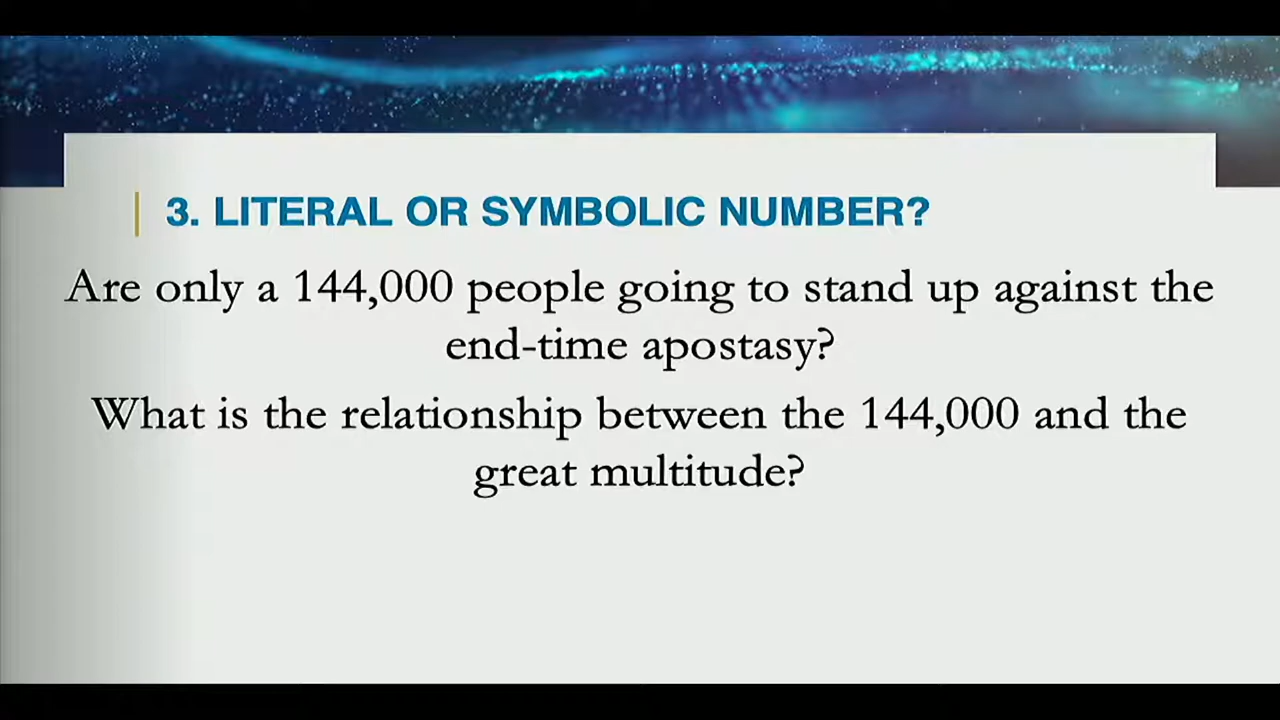 3. LITERAL OR SYMBOLIC NUMBER?
Are only a 144,000 people going to stand up against the
end-time apostasy?
What is the relationship between the 144,000 and the
great multitude?